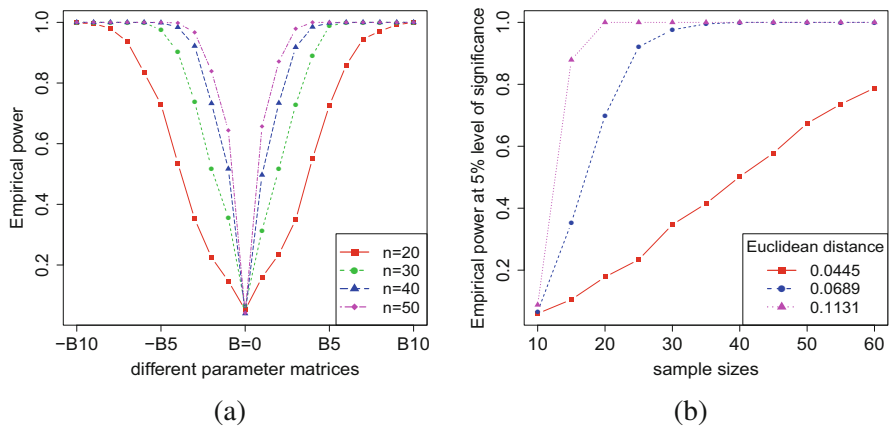 Empirical power
1.0
0.8
0.6
0.4
0.2
−B10
−B5
B=0
B5
B10
different parameter matrices
n=20
n=30
n=40
n=50
(a)
Empirical power at 5% level of significance
1.0
0.8
0.6
0.4
0.2
10
20
30
40
50
60
sample sizes
Euclidean distance
0.0445
0.0689
0.1131
(b)